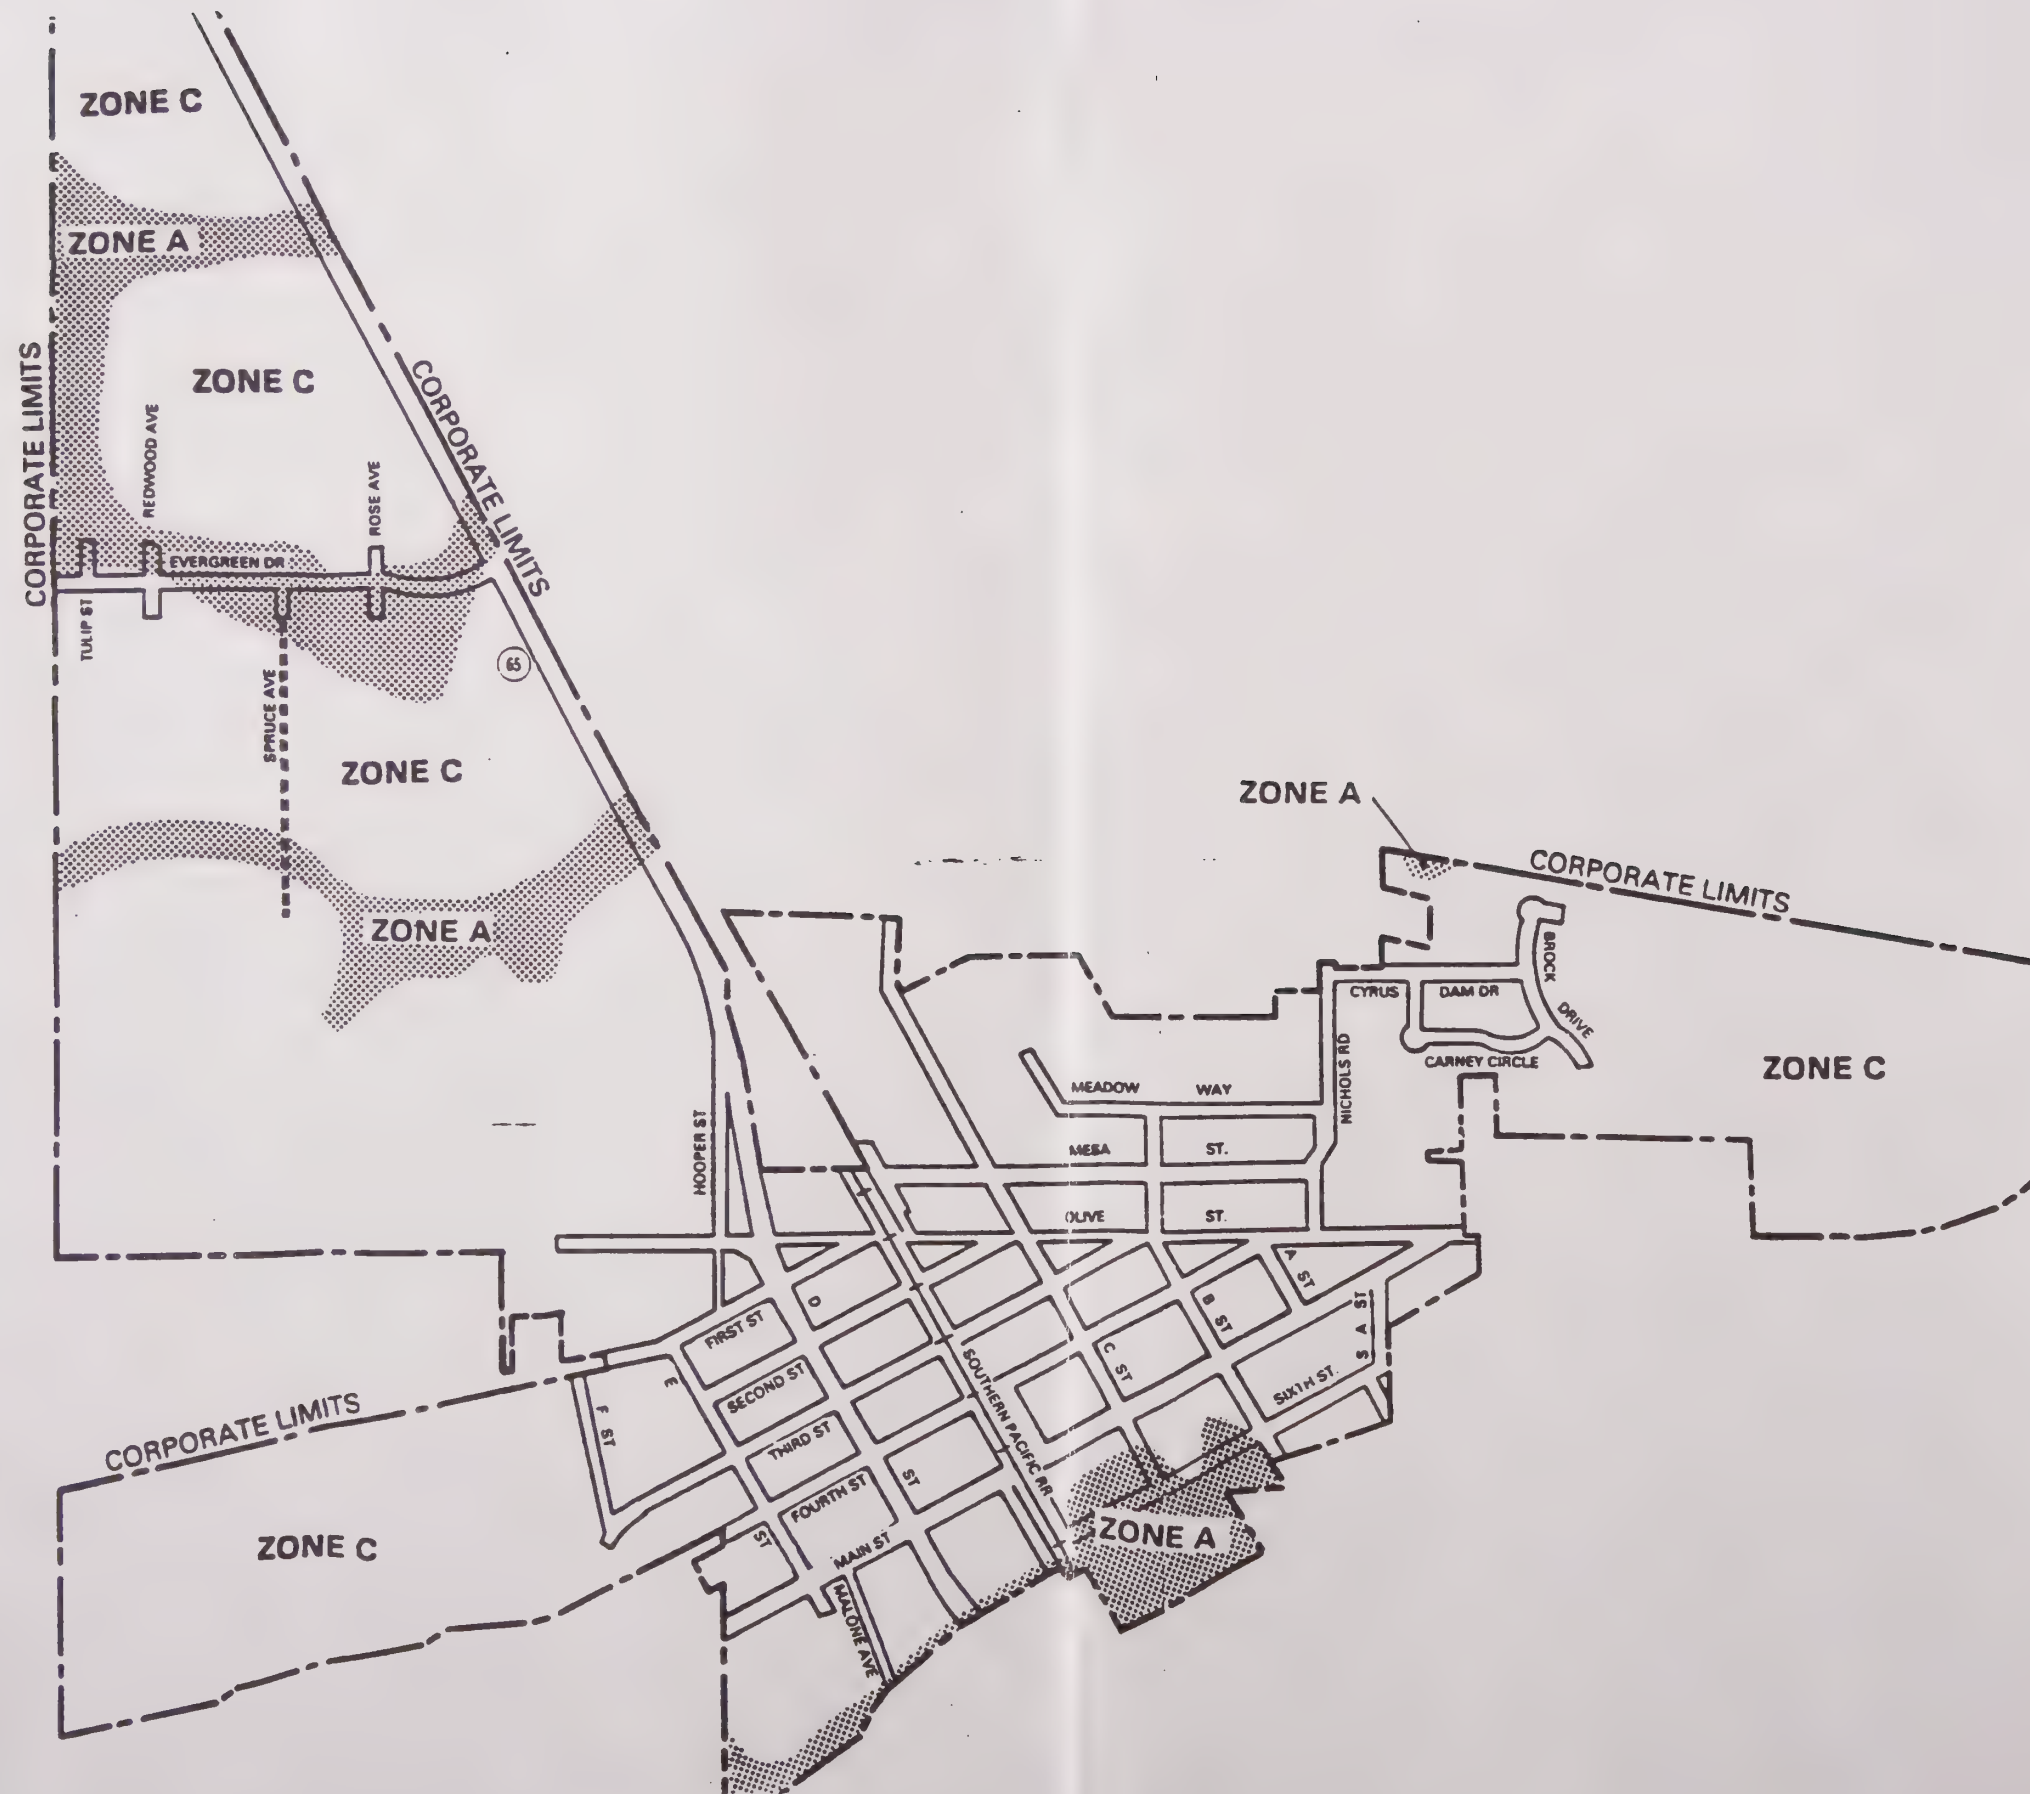 ZONE C
ZONE A
CORPORATE LIMITS
ZONE C
CORPORATE LIMITS
REDWOOD AVE
ROSE AVE
EVERGREEN DR
TULIP ST
SPRUCE AVE
65
ZONE C
ZONE A
ZONE A
CORPORATE LIMITS
BROCK DRIVE
CYRUS
DAM DR
CARNEY CIRCLE
ZONE C
NICHOLS RD
MEADOW WAY
MESA ST.
OLIVE ST.
HOOPER ST
A ST
B ST
C ST
D ST
S A ST
FIRST ST
SECOND ST
THIRD ST
FOURTH ST
MAIN ST
SIXTH ST.
E ST
F ST
SOUTHERN PACIFIC RR
MALONE AVE
ZONE A
CORPORATE LIMITS
ZONE C